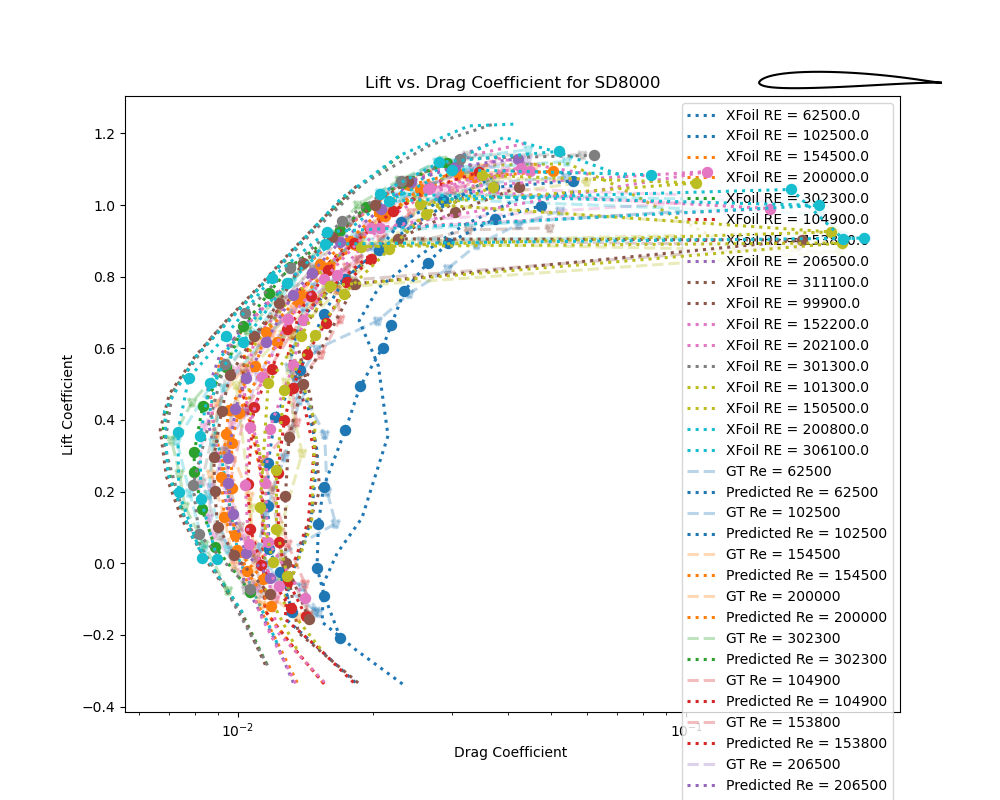 Lift vs. Drag Coefficient for SD8000
1.2
1.0
0.8
0.6
0.4
0.2
0.0
−0.2
−0.4
Lift Coefficient
10−2
10−1
Drag Coefficient
XFoil RE = 62500.0
XFoil RE = 102500.0
XFoil RE = 154500.0
XFoil RE = 200000.0
XFoil RE = 302300.0
XFoil RE = 104900.0
XFoil RE = 153800.0
XFoil RE = 206500.0
XFoil RE = 311100.0
XFoil RE = 99900.0
XFoil RE = 152200.0
XFoil RE = 202100.0
XFoil RE = 301300.0
XFoil RE = 101300.0
XFoil RE = 150500.0
XFoil RE = 200800.0
XFoil RE = 306100.0
GT Re = 62500
Predicted Re = 62500
GT Re = 102500
Predicted Re = 102500
GT Re = 154500
Predicted Re = 154500
GT Re = 200000
Predicted Re = 200000
GT Re = 302300
Predicted Re = 302300
GT Re = 104900
Predicted Re = 104900
GT Re = 153800
Predicted Re = 153800
GT Re = 206500
Predicted Re = 206500